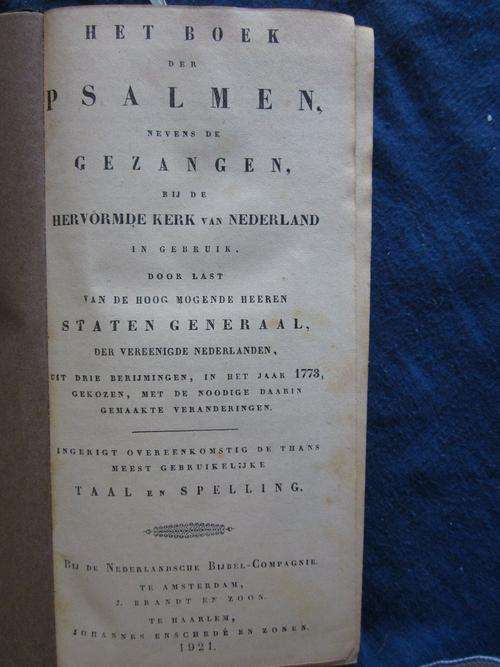 HET BOEK
DER
PSALMEN,
NEVENS DE
GEZANGEN,
BIJ DE
HERVORMDE KERK VAN NEDERLAND
IN GEBRUIK.
DOOR LAST
VAN DE HOOG MOGENDE HEEREN
STATEN GENERAAL,
DER VEREENIGDE NEDERLANDEN,
UIT DRIE BERIJMINGEN, IN HET JAAR 1773,
GEKOZEN, MET DE NOODIGE DAARIN
GEMAAKTE VERANDERINGEN.
INGERIGT OVEREENKOMSTIG DE THANS
MEEST GEBRUIKELIJKE
TAAL EN SPELLING.
BIJ DE NEDERLANDSCHE BIJBEL-COMPAGNIE.
TE AMSTERDAM,
J. BRANDT EN ZOON.
TE HAARLEM,
JOHANNES ENSCHEDÉ EN ZONEN.
1921.